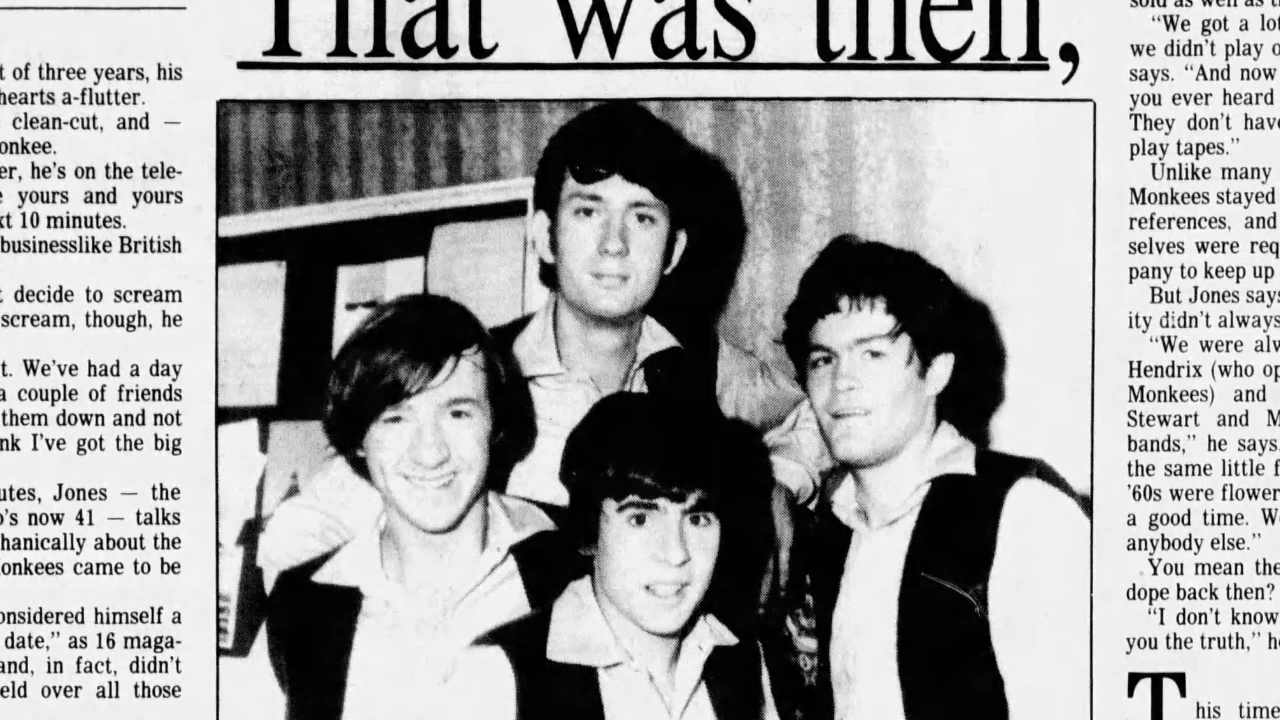 That was then,
t of three years, his
hearts a-flutter.
clean-cut, and —
onkee.
er, he's on the tele-
e yours and yours
xt 10 minutes.
businesslike British
t decide to scream
scream, though, he
t. We've had a day
a couple of friends
them down and not
nk I've got the big
utes, Jones — the
o's now 41 — talks
hanically about the
Monkees came to be
onsidered himself a
date," as 16 maga-
and, in fact, didn't
eld over all those
sold as well as t
"We got a lo
we didn't play o
says. "And now
you ever heard
They don't have
play tapes."
Unlike many
Monkees stayed
references, and
selves were req
pany to keep up
But Jones says
ity didn't always
"We were alw
Hendrix (who op
Monkees) and
Stewart and M
bands," he says,
the same little f
'60s were flower
a good time. W
anybody else."
You mean the
dope back then?
"I don't know
you the truth," he
This time